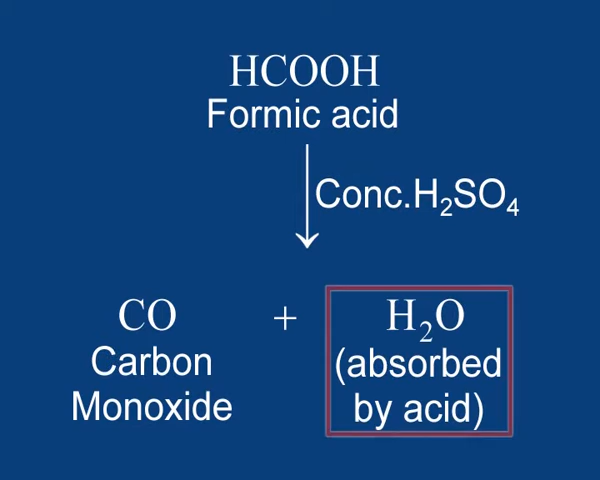 HCOOH
Formic acid
Conc.H₂SO₄
CO + H₂O
Carbon (absorbed
Monoxide by acid)